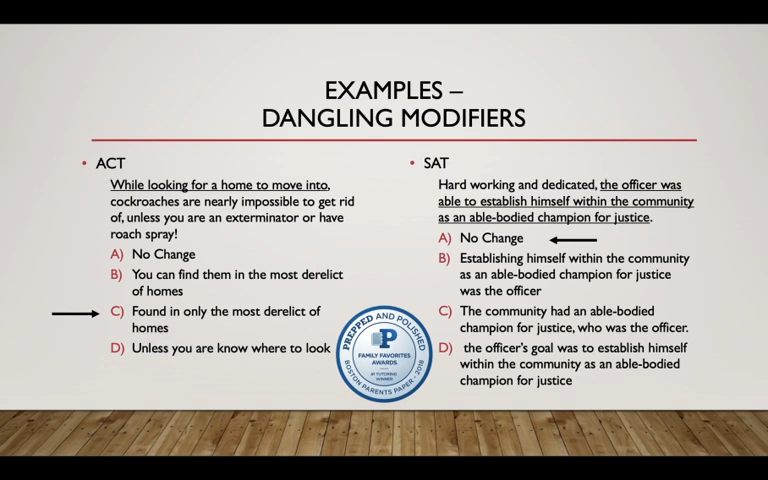 EXAMPLES –
DANGLING MODIFIERS
• ACT
While looking for a home to move into,
cockroaches are nearly impossible to get rid
of, unless you are an exterminator or have
roach spray!
A) No Change
B) You can find them in the most derelict
of homes
C) Found in only the most derelict of
homes
D) Unless you are know where to look
• SAT
Hard working and dedicated, the officer was
able to establish himself within the community
as an able-bodied champion for justice.
A) No Change
B) Establishing himself within the community
as an able-bodied champion for justice
was the officer
C) The community had an able-bodied
champion for justice, who was the officer.
D) the officer's goal was to establish himself
within the community as an able-bodied
champion for justice
PREPPED AND POLISHED
P
FAMILY FAVORITES
AWARDS
#1 TUTORING
WINNER
BOSTON PARENTS PAPER - 2018